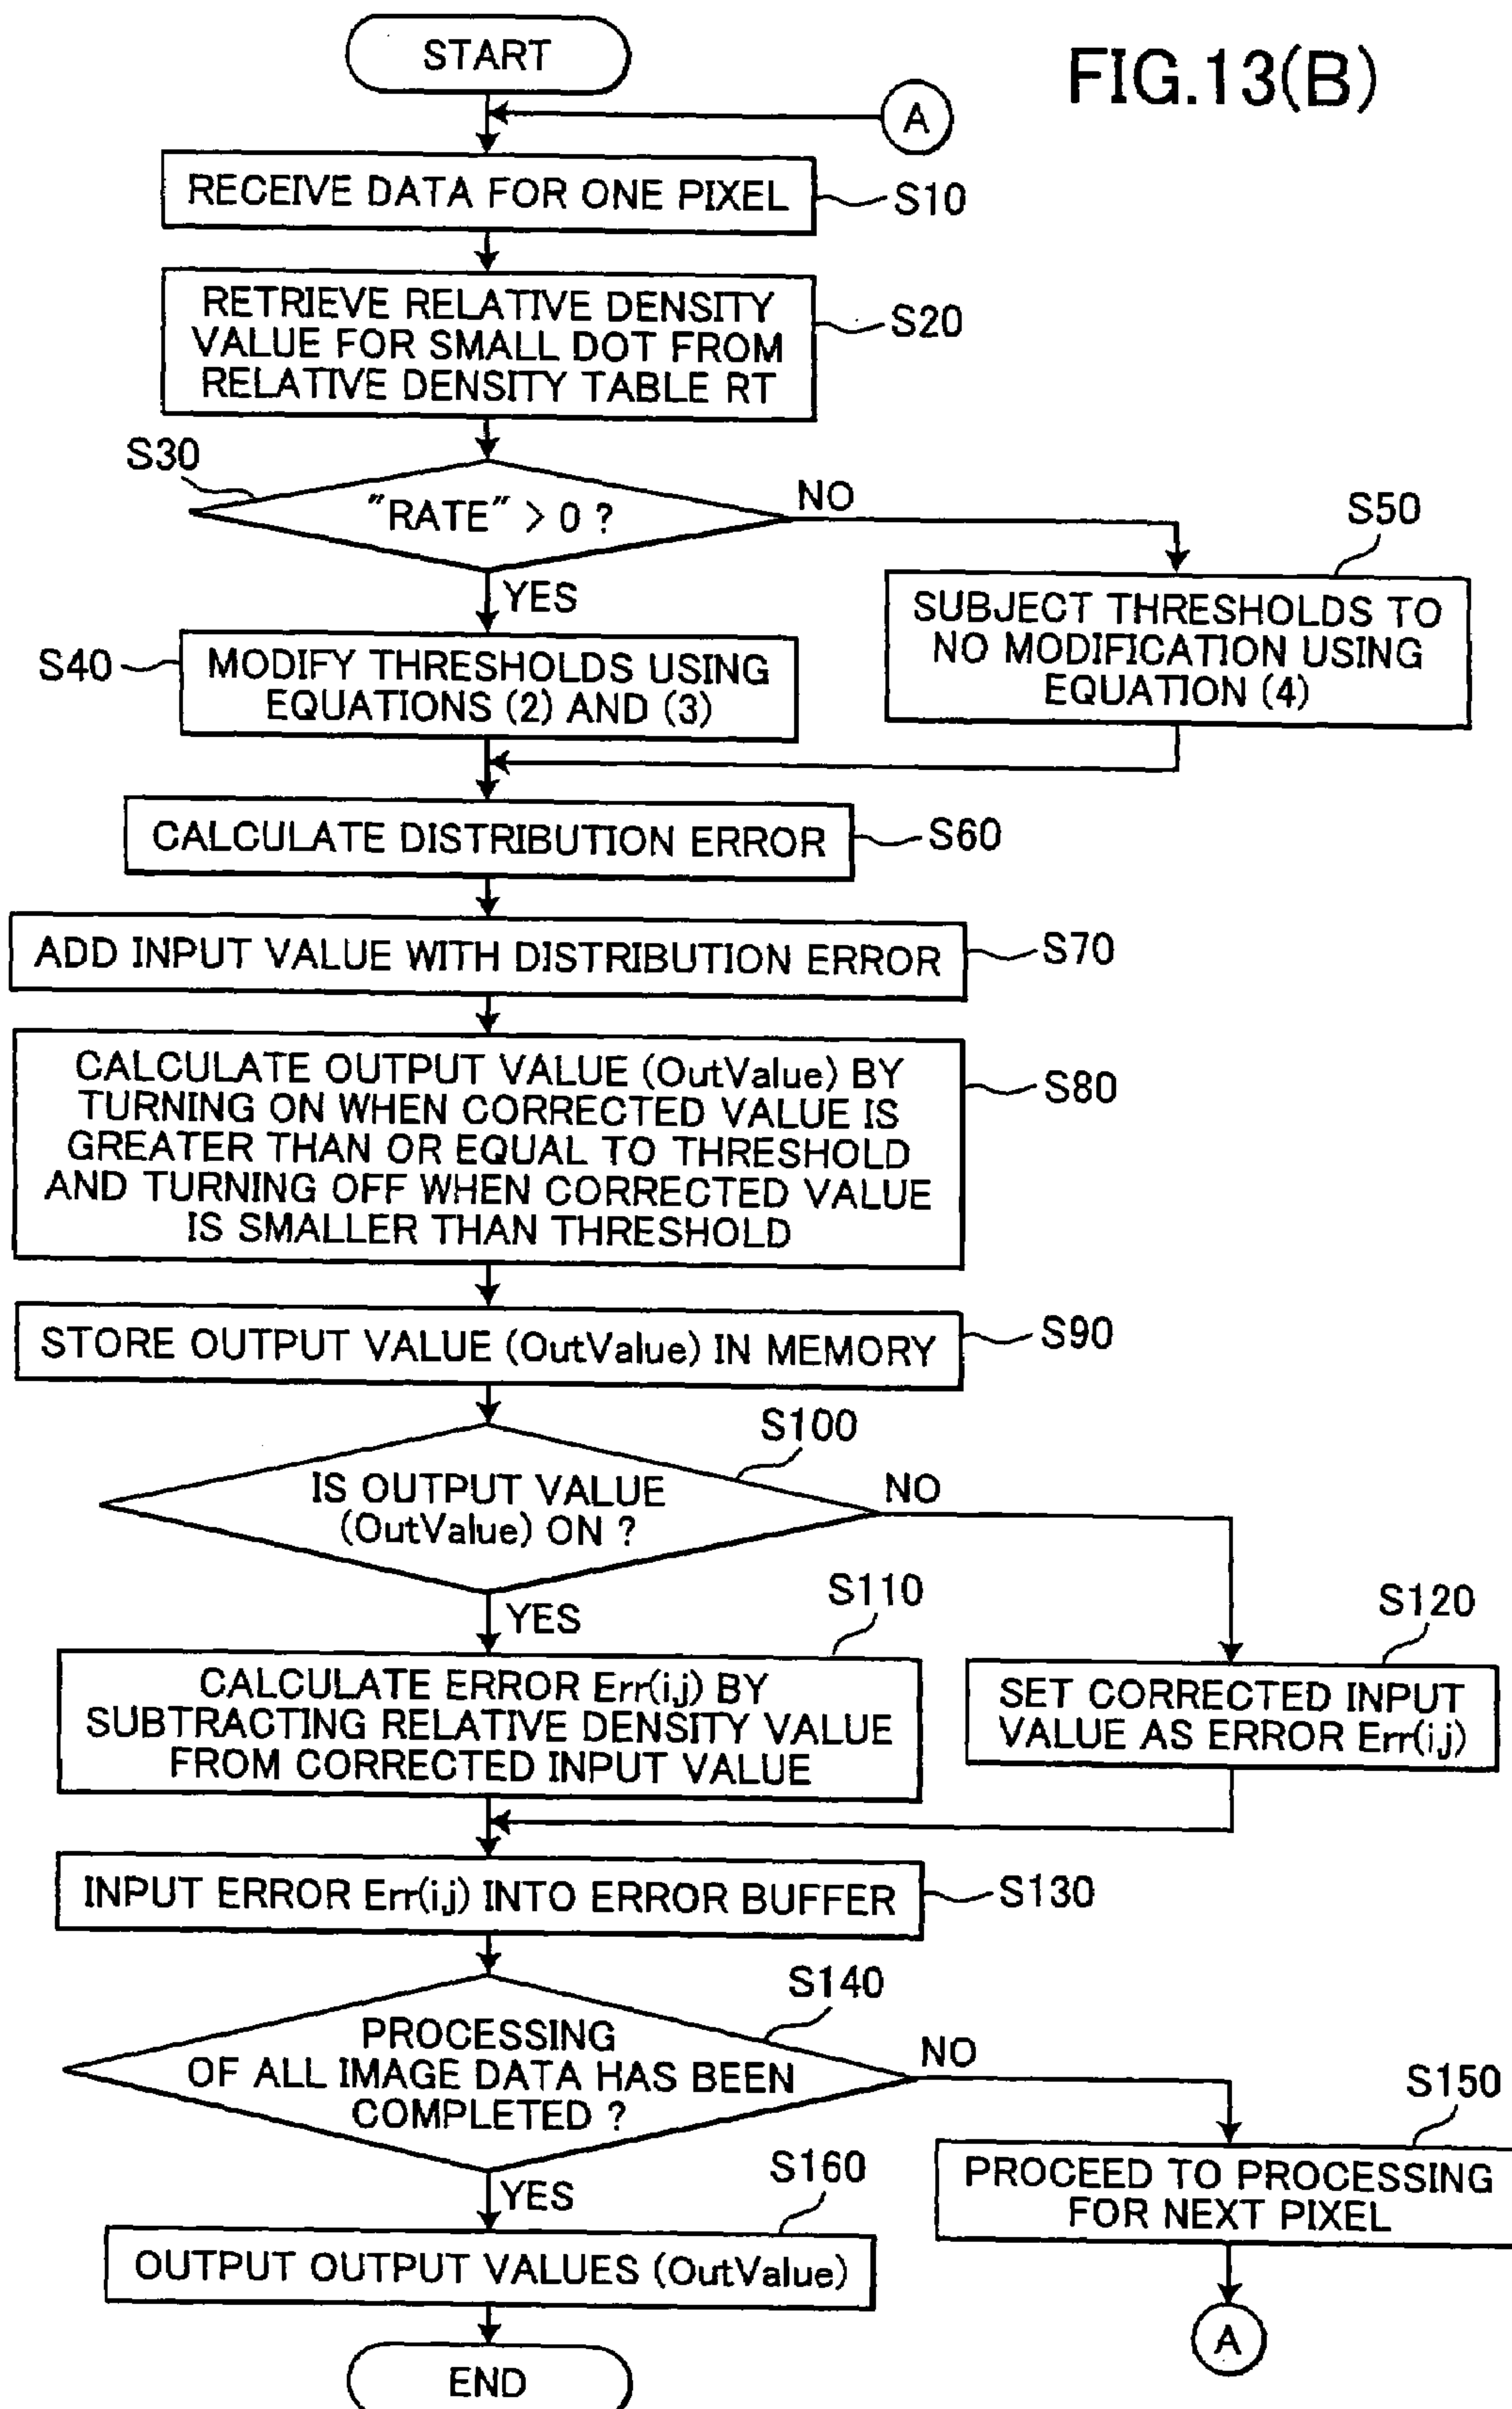 FIG.13(B)
START
A
RECEIVE DATA FOR ONE PIXEL
S10
RETRIEVE RELATIVE DENSITY
VALUE FOR SMALL DOT FROM
RELATIVE DENSITY TABLE RT
S20
S30
"RATE" > 0 ?
NO
YES
S40
MODIFY THRESHOLDS USING
EQUATIONS (2) AND (3)
S50
SUBJECT THRESHOLDS TO
NO MODIFICATION USING
EQUATION (4)
CALCULATE DISTRIBUTION ERROR
S60
ADD INPUT VALUE WITH DISTRIBUTION ERROR
S70
CALCULATE OUTPUT VALUE (OutValue) BY
TURNING ON WHEN CORRECTED VALUE IS
GREATER THAN OR EQUAL TO THRESHOLD
AND TURNING OFF WHEN CORRECTED VALUE
IS SMALLER THAN THRESHOLD
S80
STORE OUTPUT VALUE (OutValue) IN MEMORY
S90
S100
IS OUTPUT VALUE
(OutValue) ON ?
NO
YES
S110
CALCULATE ERROR Err(i,j) BY
SUBTRACTING RELATIVE DENSITY VALUE
FROM CORRECTED INPUT VALUE
S120
SET CORRECTED INPUT
VALUE AS ERROR Err(i,j)
INPUT ERROR Err(i,j) INTO ERROR BUFFER
S130
S140
PROCESSING
OF ALL IMAGE DATA HAS BEEN
COMPLETED ?
NO
YES
S150
PROCEED TO PROCESSING
FOR NEXT PIXEL
S160
OUTPUT OUTPUT VALUES (OutValue)
A
END